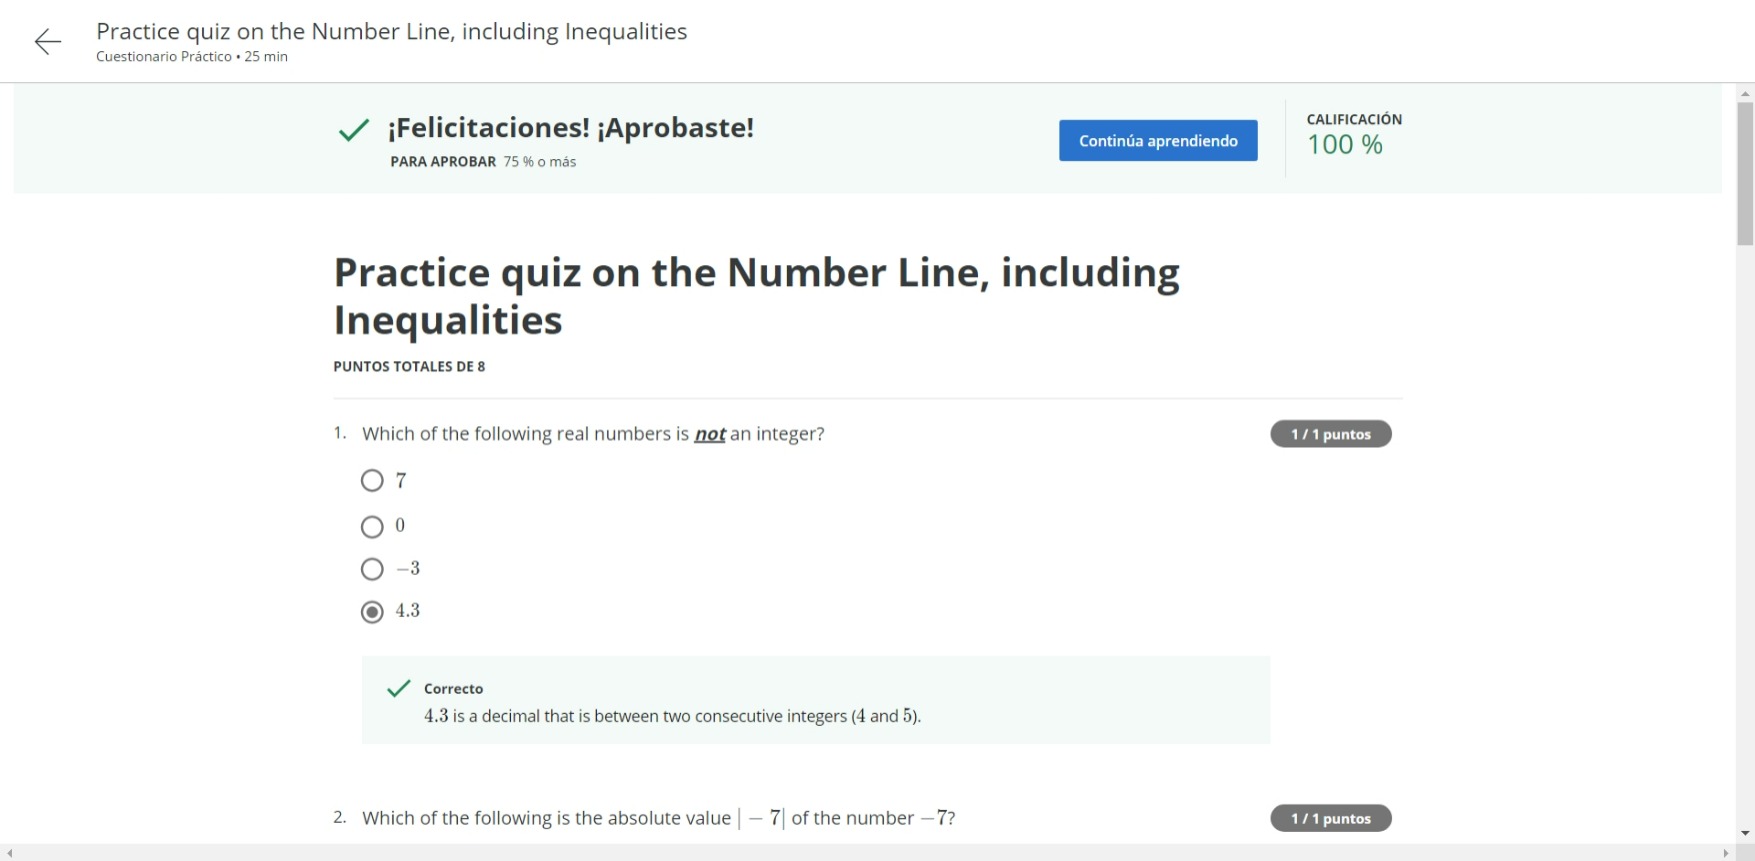 Practice quiz on the Number Line, including Inequalities
Cuestionario Práctico • 25 min
¡Felicitaciones! ¡Aprobaste!
PARA APROBAR 75 % o más
Continúa aprendiendo
CALIFICACIÓN
100 %
Practice quiz on the Number Line, including
Inequalities
PUNTOS TOTALES DE 8
1. Which of the following real numbers is not an integer?
1 / 1 puntos
7
0
−3
4.3
Correcto
4.3 is a decimal that is between two consecutive integers (4 and 5).
2. Which of the following is the absolute value | − 7| of the number −7?
1 / 1 puntos